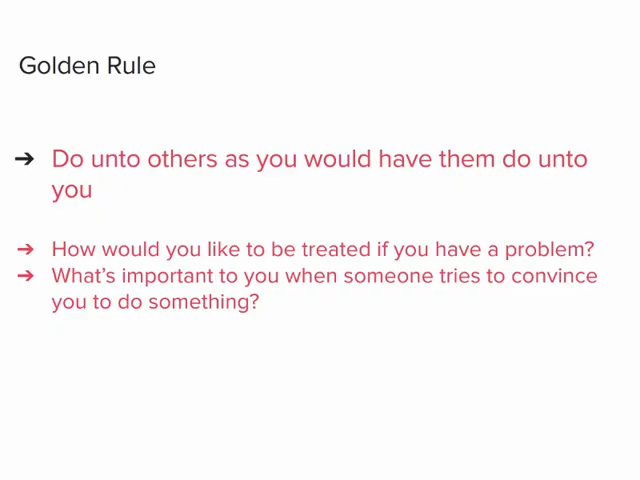 Golden Rule
➔ Do unto others as you would have them do unto
you
➔ How would you like to be treated if you have a problem?
➔ What’s important to you when someone tries to convince
you to do something?